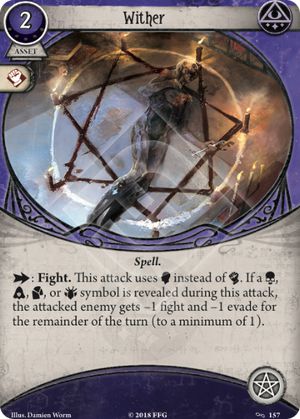 Wither
2
ASSET
Spell.
: Fight. This attack uses instead of . If a ,
, , or symbol is revealed during this attack,
the attacked enemy gets –1 fight and –1 evade for
the remainder of the turn (to a minimum of 1).
Illus. Damien Worm
© 2018 FFG
157